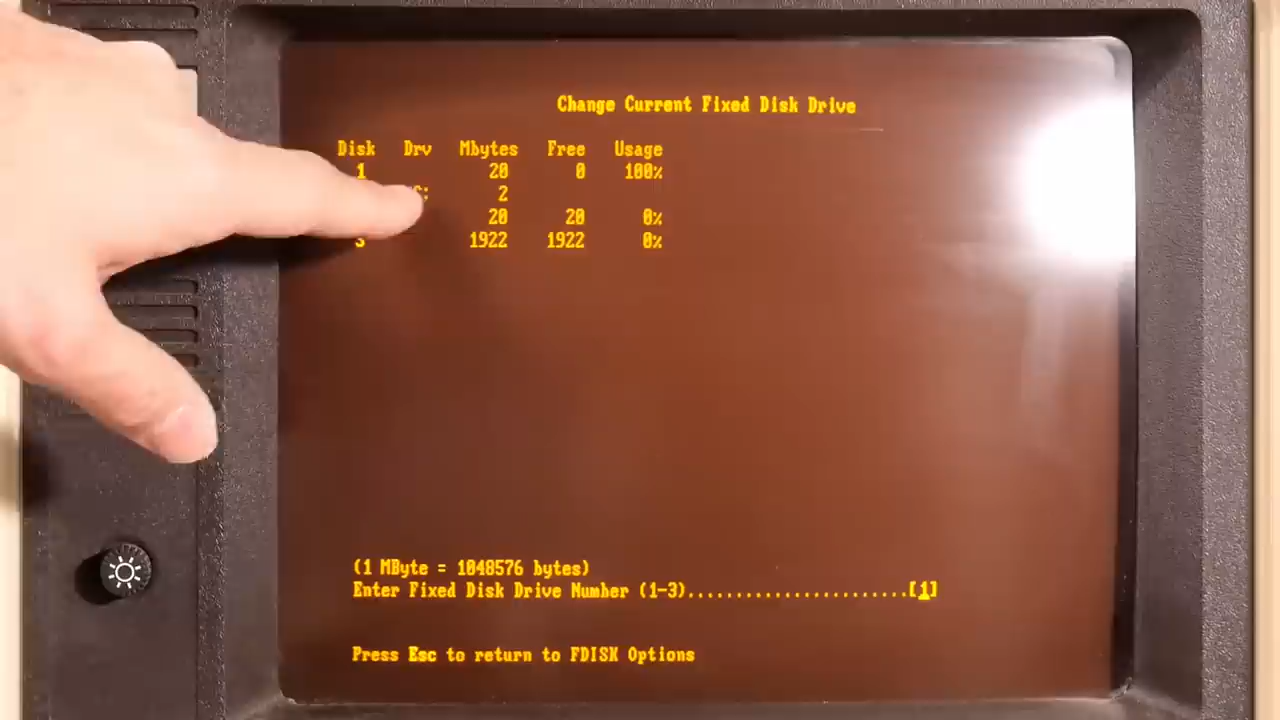 Change Current Fixed Disk Drive
Disk Drv Mbytes Free Usage
1 20 0 100%
C: 2
20 20 0%
3 1922 1922 0%
(1 MByte = 1048576 bytes)
Enter Fixed Disk Drive Number (1-3).......................[1]
Press Esc to return to FDISK Options